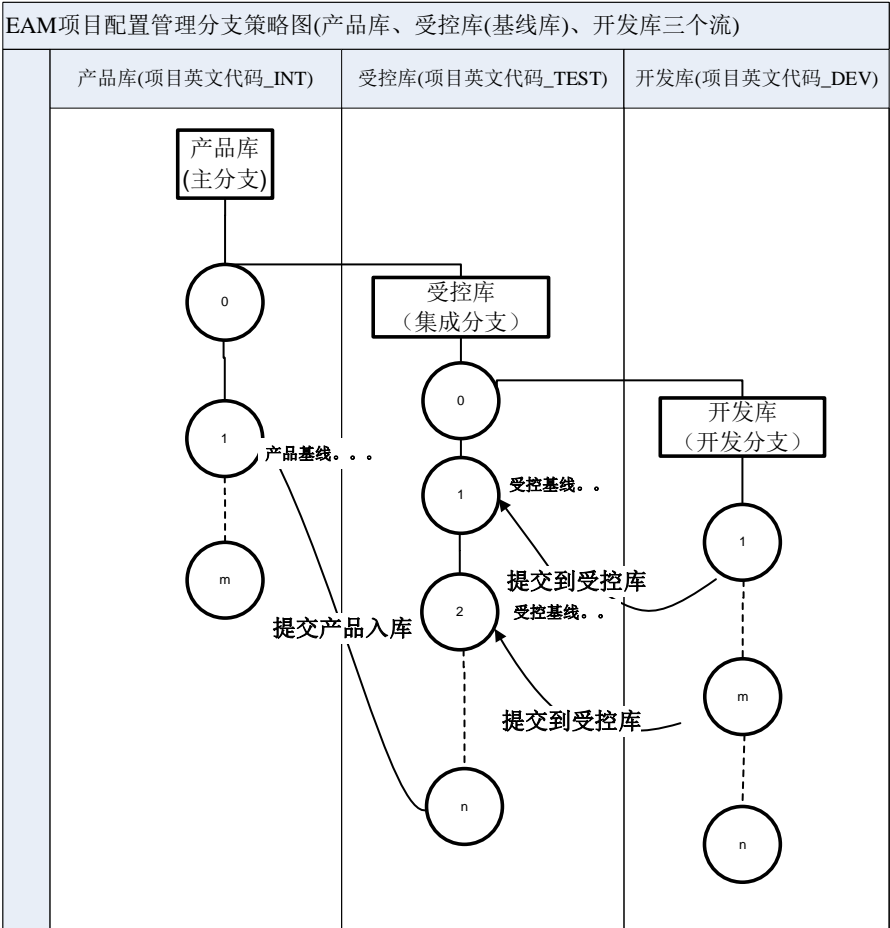 EAM项目配置管理分支策略图(产品库、受控库(基线库)、开发库三个流)
产品库(项目英文代码_INT)
受控库(项目英文代码_TEST)
开发库(项目英文代码_DEV)
产品库
(主分支)
0
受控库
（集成分支）
0
开发库
（开发分支）
1
产品基线。。。
1
受控基线。。
1
提交到受控库
m
2
受控基线。。
提交产品入库
m
提交到受控库
n
n